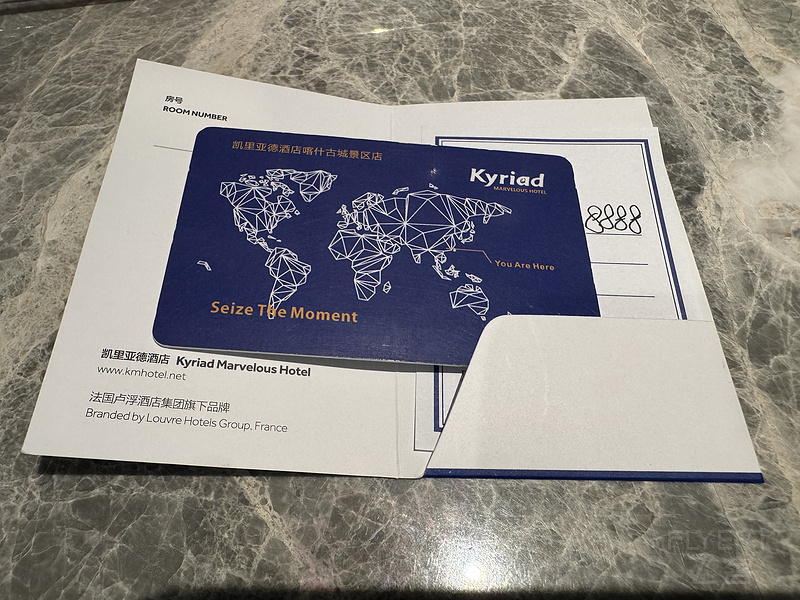 房号
ROOM NUMBER
凯里亚德酒店喀什古城景区店
Kyriad
MARVELOUS HOTEL
8888
You Are Here
Seize The Moment
凯里亚德酒店 Kyriad Marvelous Hotel
www.kmhotel.net
法国卢浮酒店集团旗下品牌
Branded by Louvre Hotels Group, France